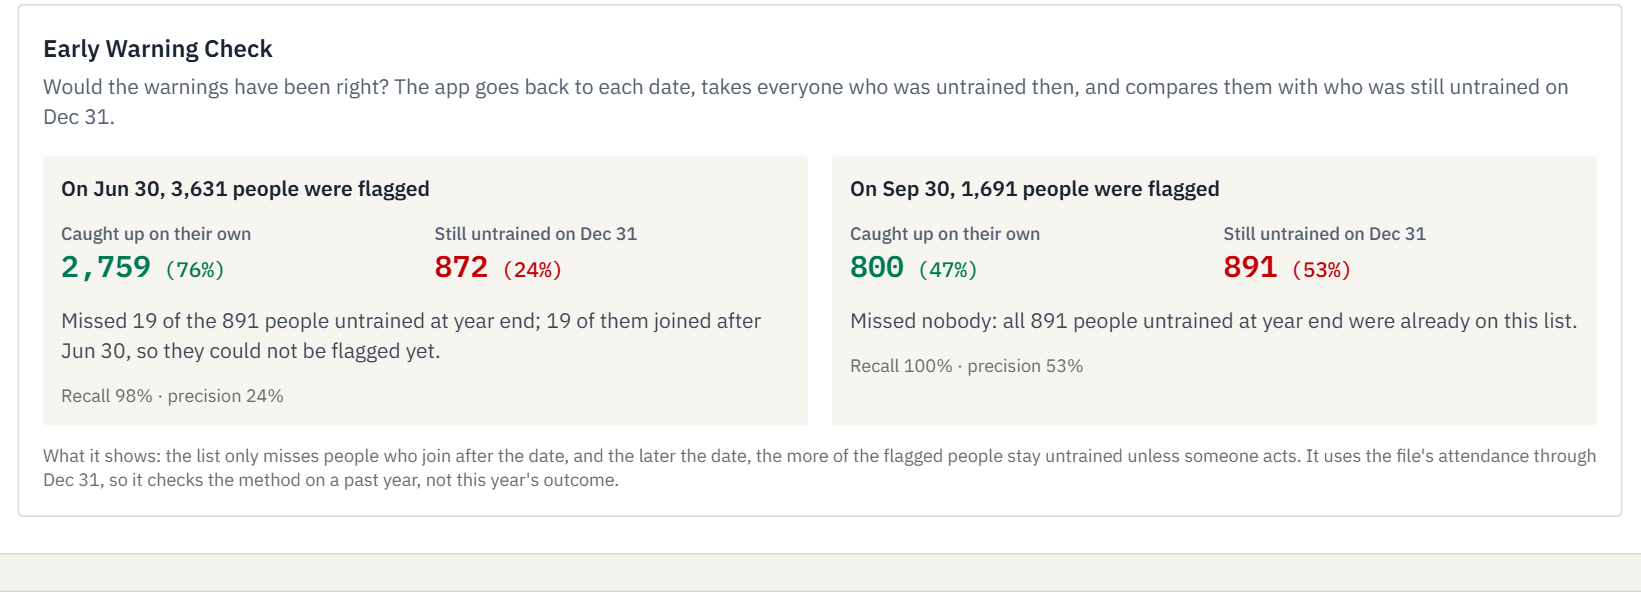 Early Warning Check
Would the warnings have been right? The app goes back to each date, takes everyone who was untrained then, and compares them with who was still untrained on
Dec 31.
On Jun 30, 3,631 people were flagged
Caught up on their own
2,759 (76%)
Still untrained on Dec 31
872 (24%)
Missed 19 of the 891 people untrained at year end; 19 of them joined after
Jun 30, so they could not be flagged yet.
Recall 98% · precision 24%
On Sep 30, 1,691 people were flagged
Caught up on their own
800 (47%)
Still untrained on Dec 31
891 (53%)
Missed nobody: all 891 people untrained at year end were already on this list.
Recall 100% · precision 53%
What it shows: the list only misses people who join after the date, and the later the date, the more of the flagged people stay untrained unless someone acts. It uses the file's attendance through
Dec 31, so it checks the method on a past year, not this year's outcome.